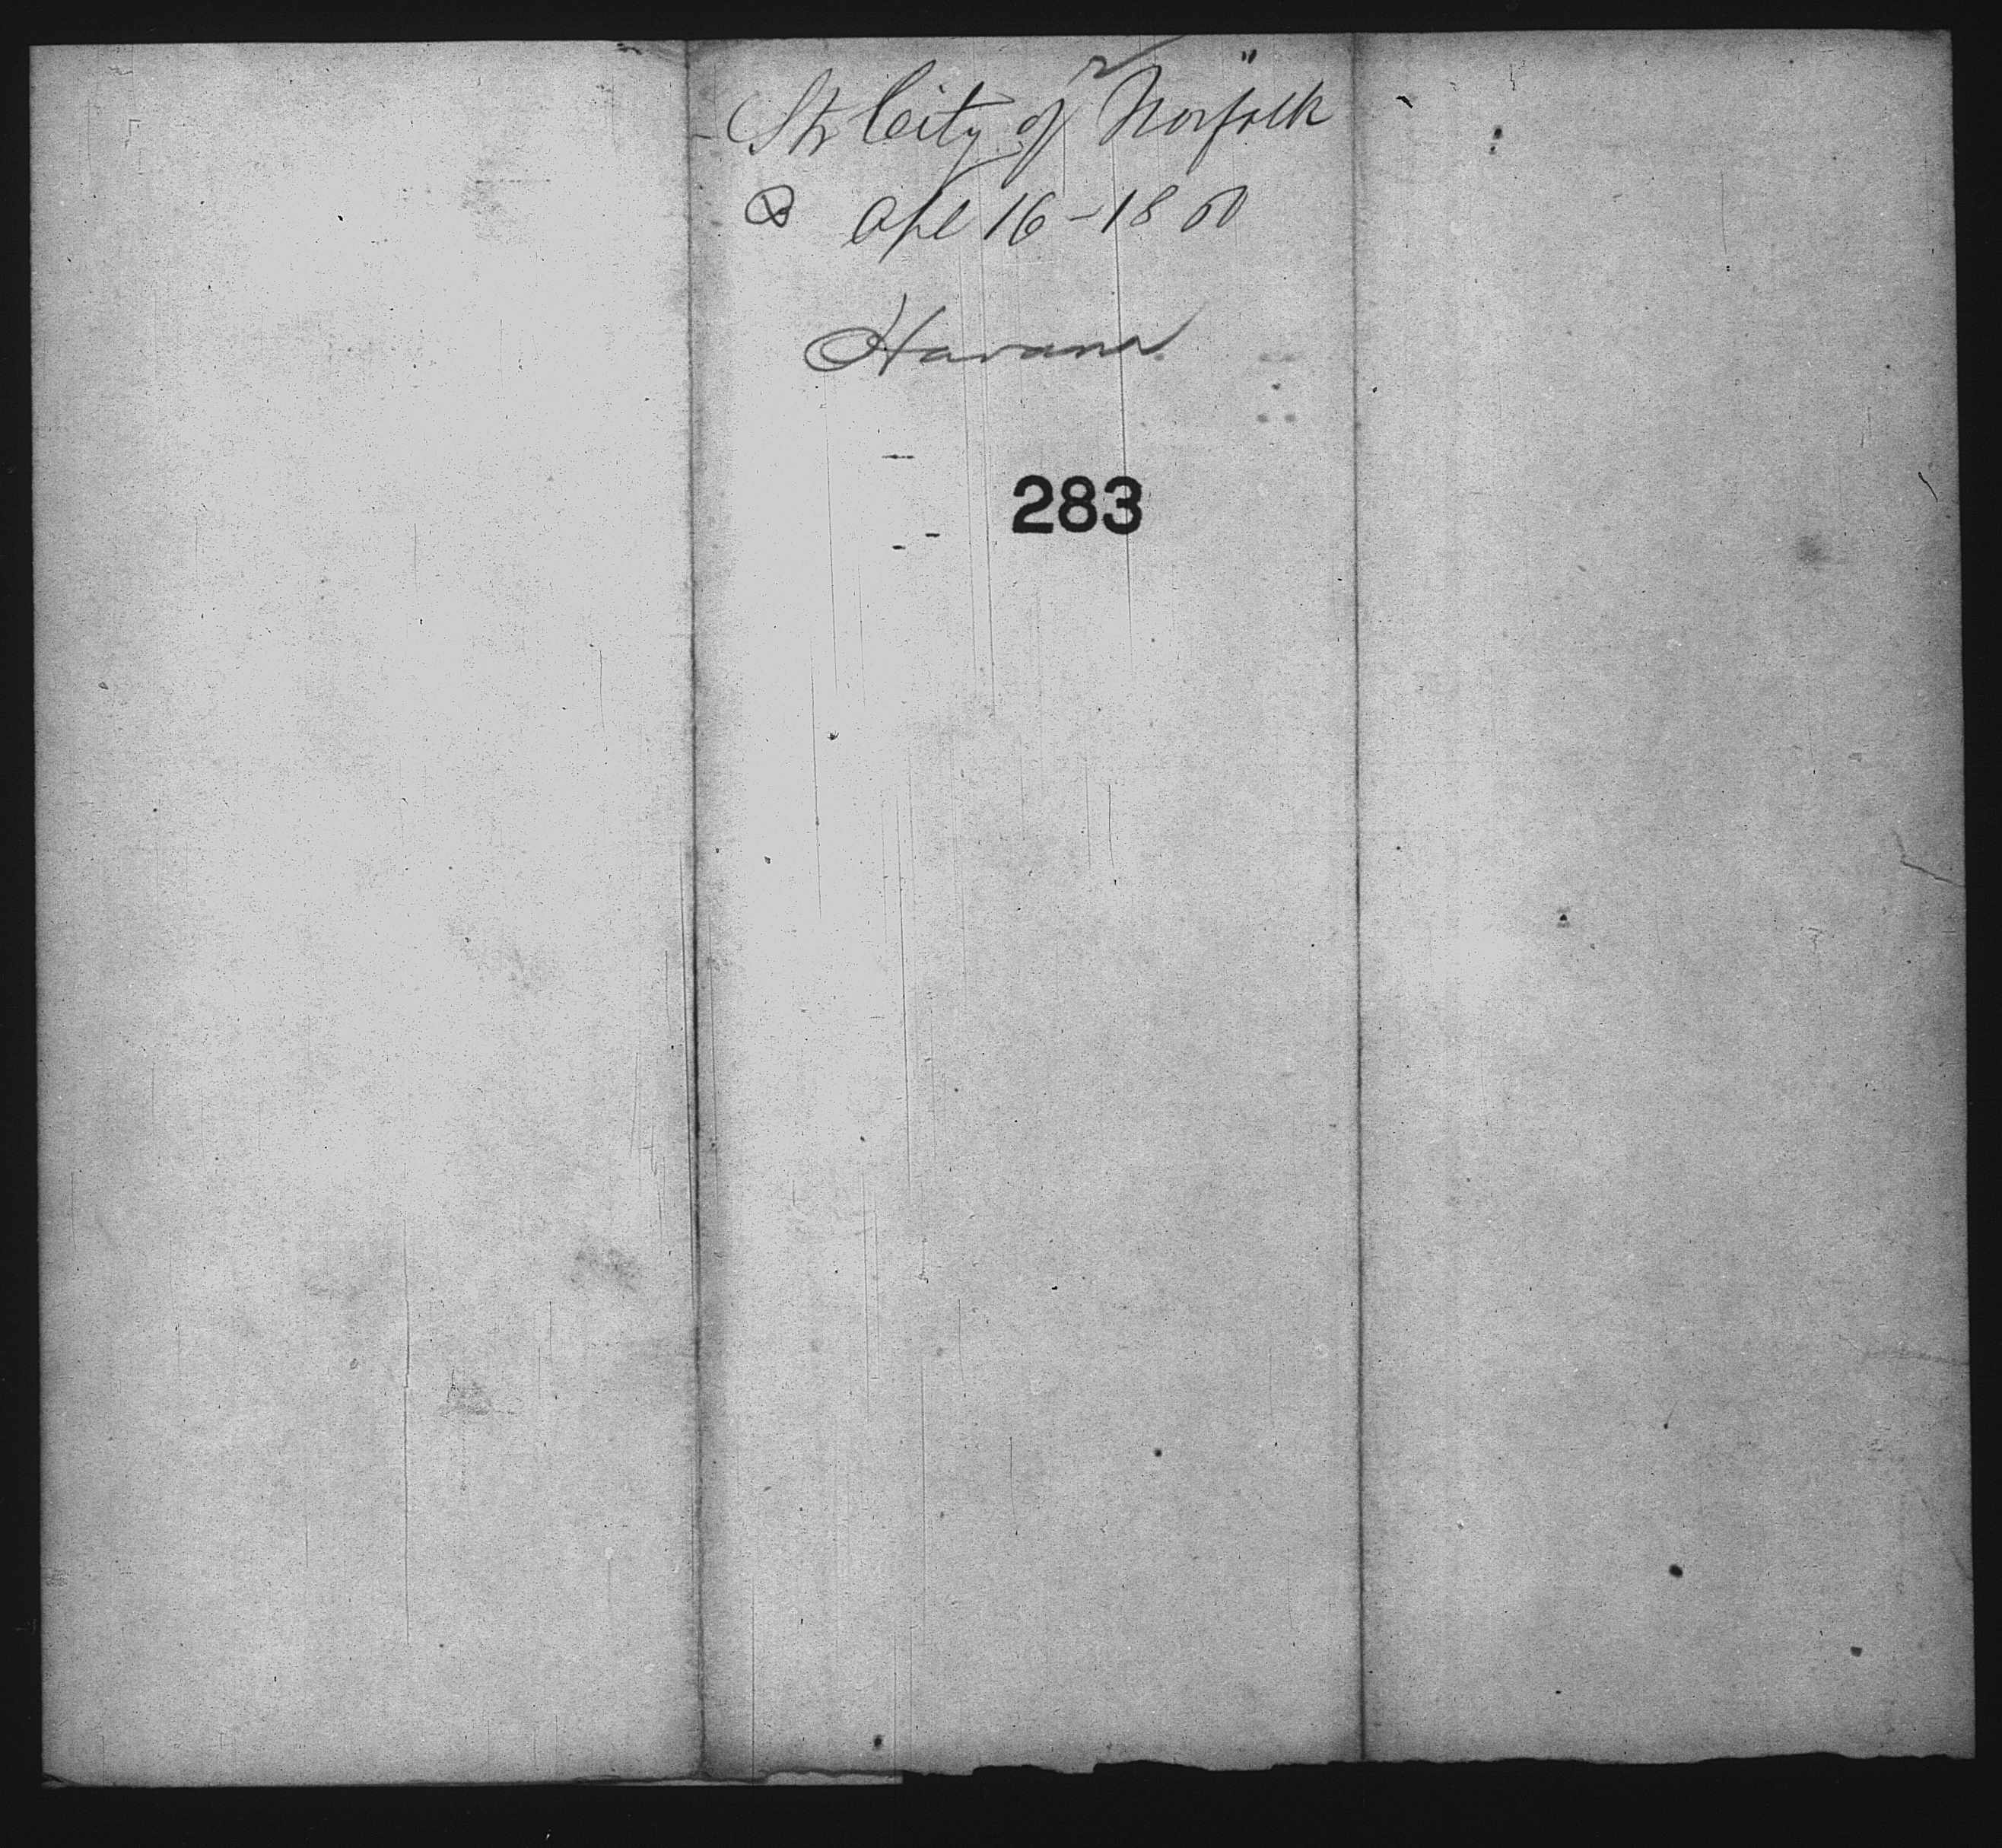 Str City of Norfolk
Apl 16 - 1860
Havana
283